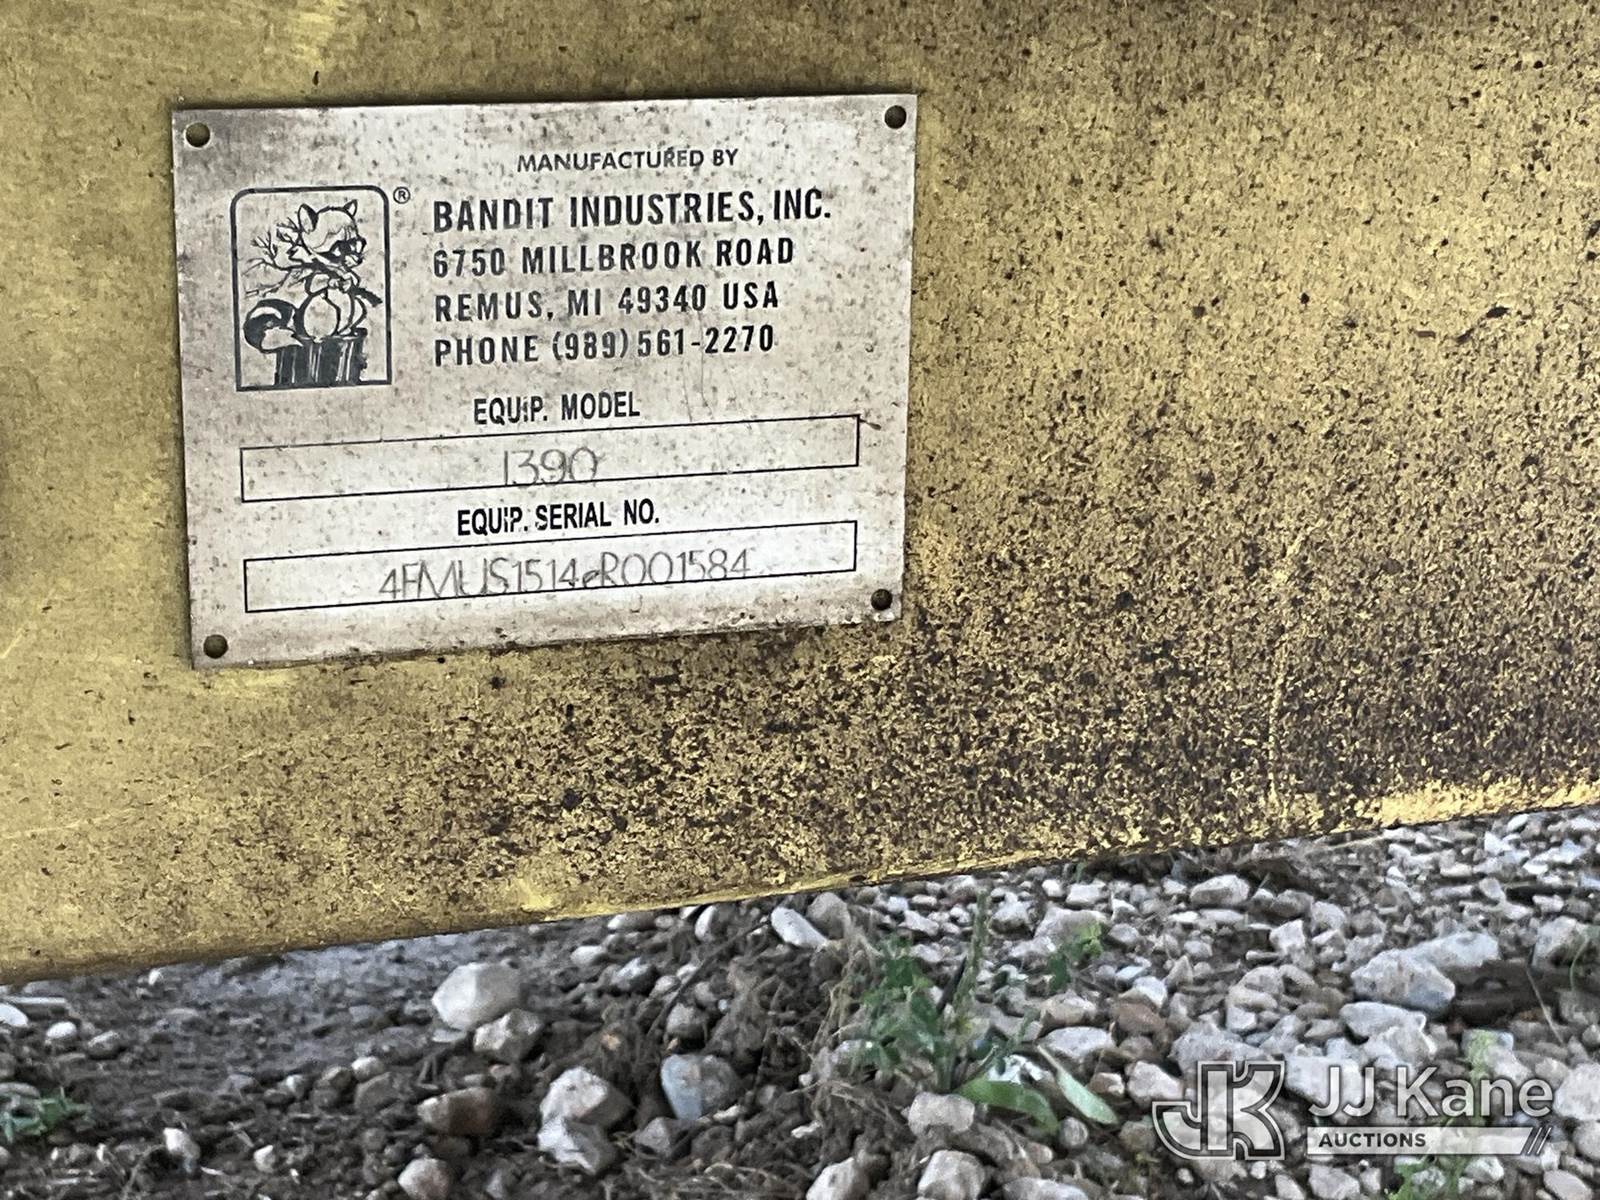 MANUFACTURED BY
®
BANDIT INDUSTRIES, INC.
6750 MILLBROOK ROAD
REMUS, MI 49340 USA
PHONE (989) 561-2270
EQUIP. MODEL
1390
EQUIP. SERIAL NO.
4FMUS1514eR001584
JK JJ Kane
AUCTIONS